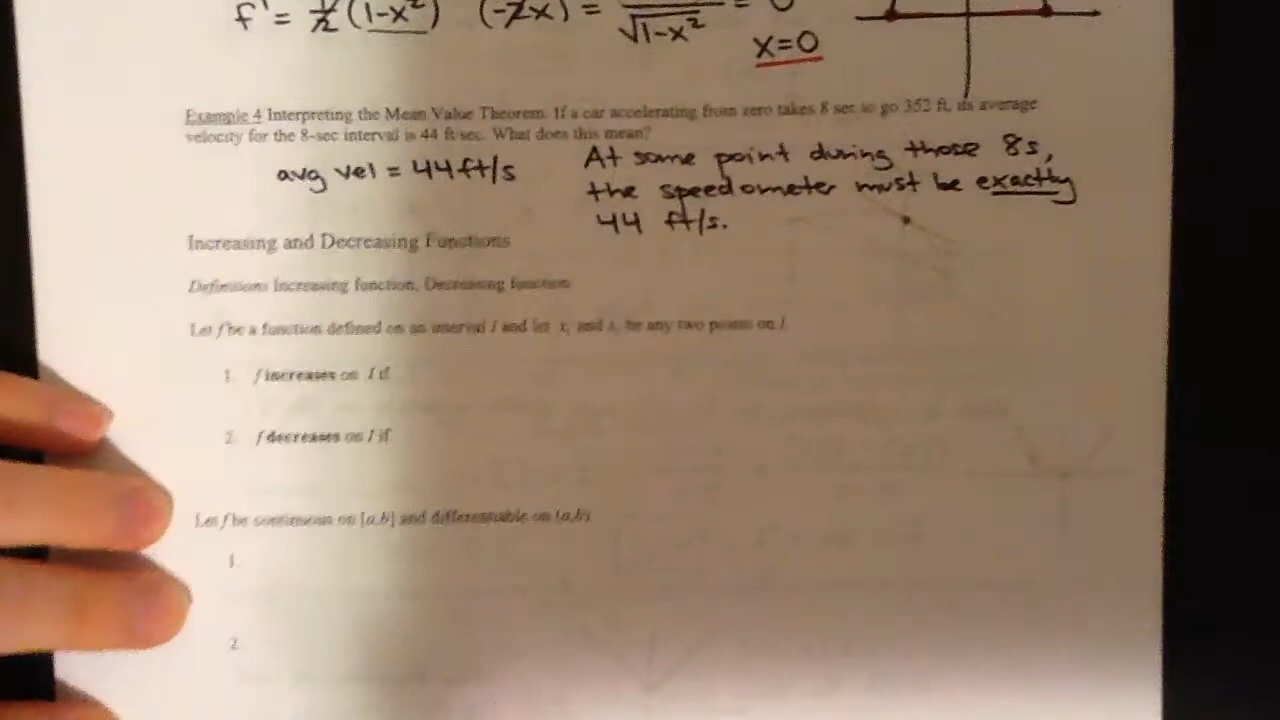 f' = ½(1-x²) (-2x) = √1-x² = 0
x=0
Example 4 Interpreting the Mean Value Theorem. If a car accelerating from zero takes 8 sec to go 352 ft, its average
velocity for the 8-sec interval is 44 ft/sec. What does this mean?
avg vel = 44ft/s
At some point during those 8s,
the speedometer must be exactly
44 ft/s.
Increasing and Decreasing Functions
Definitions Increasing function, Decreasing function
Let f be a function defined on an interval I and let x₁ and x₂ be any two points on I
1. f increases on I if
2. f decreases on I if
Let f be continuous on [a,b] and differentiable on (a,b).
1.
2.